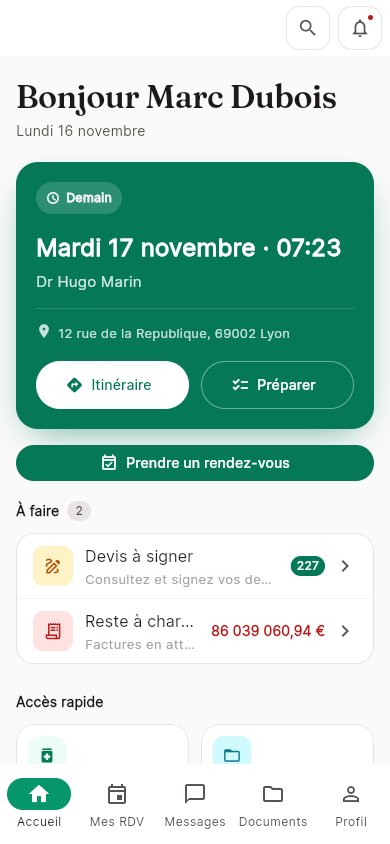 Bonjour Marc Dubois
Lundi 16 novembre
Demain
Mardi 17 novembre · 07:23
Dr Hugo Marin
12 rue de la Republique, 69002 Lyon
Itinéraire
Préparer
Prendre un rendez-vous
À faire 2
Devis à signer
Consultez et signez vos de...
227
Reste à char...
Factures en att...
86 039 060,94 €
Accès rapide
Accueil
Mes RDV
Messages
Documents
Profil